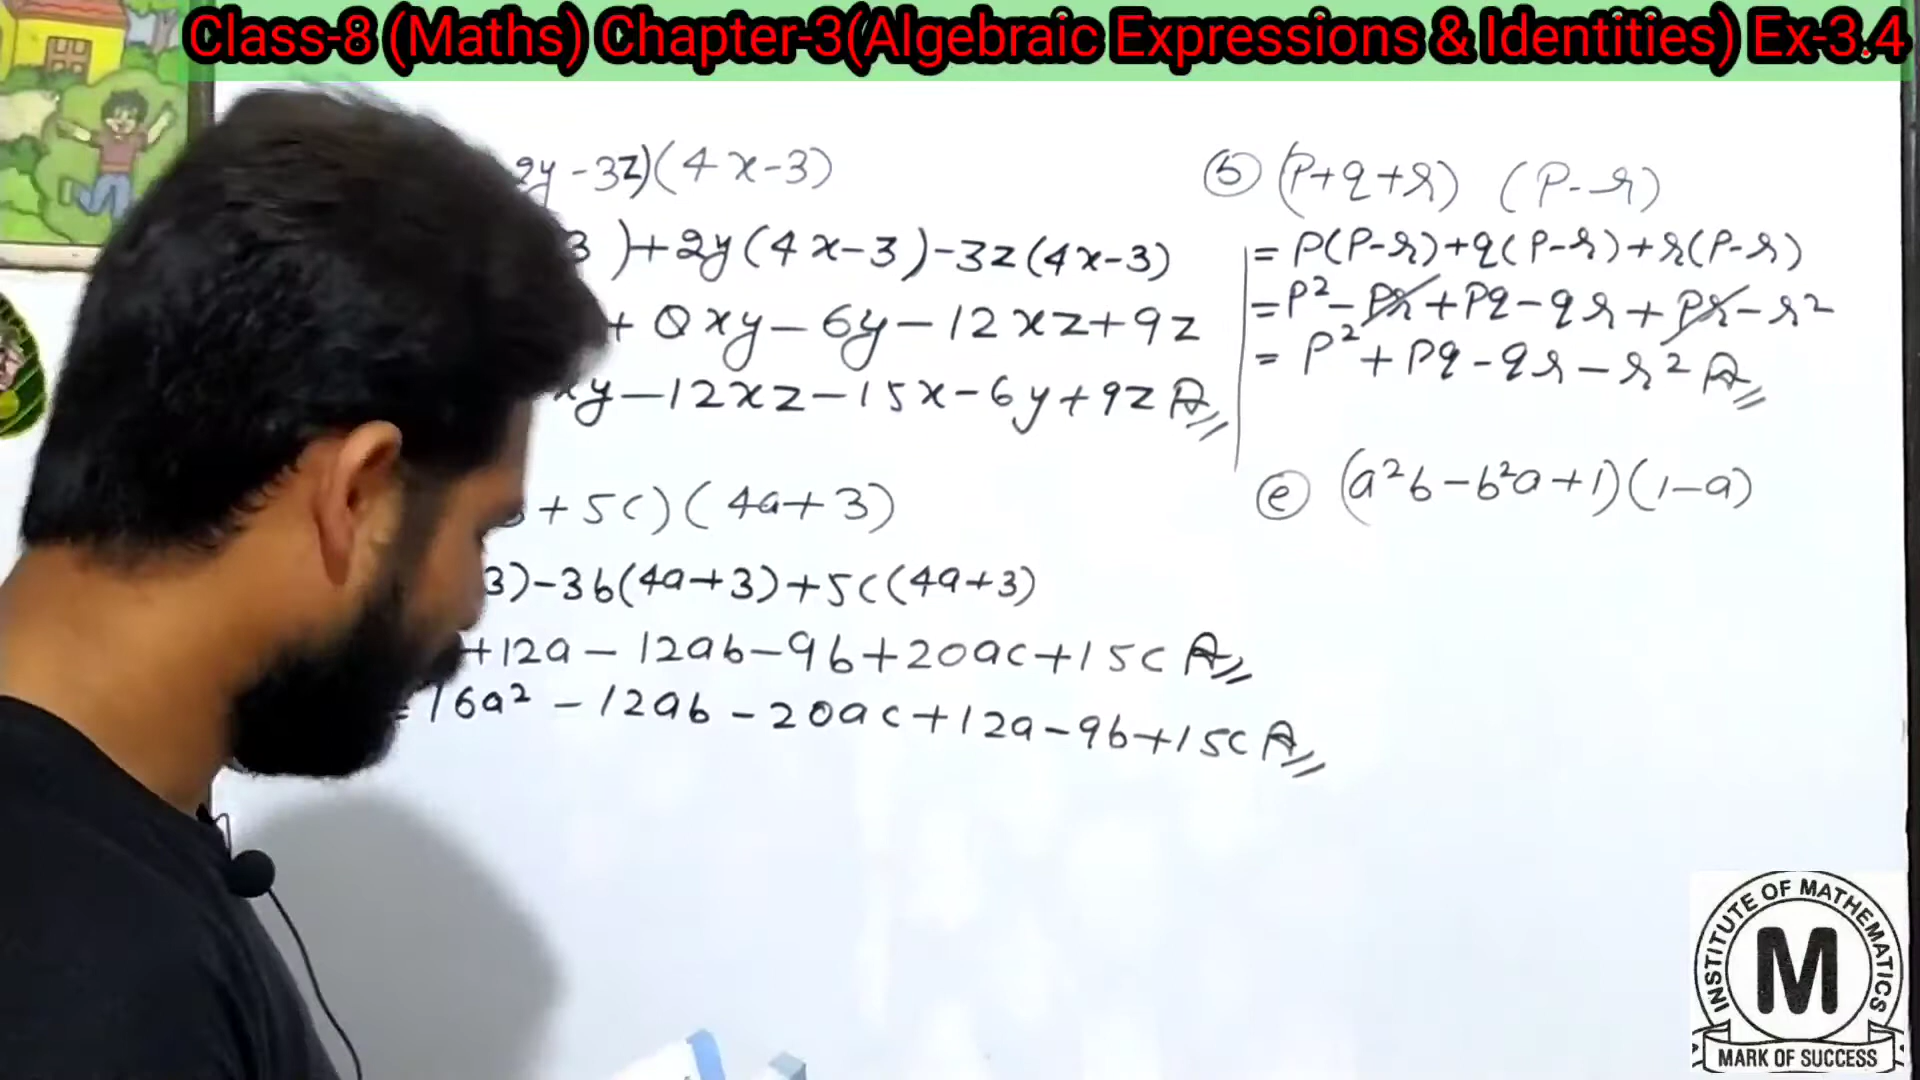 Class-8 (Maths) Chapter-3(Algebraic Expressions & Identities) Ex-3.4
2y - 3z)(4x-3)
3)+2y(4x-3)-3z(4x-3)
+ 8xy - 6y - 12xz + 9z
xy - 12xz - 15x - 6y + 9z A
+ 5c)(4a+3)
3)-3b(4a+3)+5c(4a+3)
+12a - 12ab - 9b + 20ac + 15c A
= 16a² - 12ab - 20ac + 12a - 9b + 15c A
b (P+q+r) (P-r)
= P(P-r)+q(P-r)+r(P-r)
= P² - Pr + Pq - qr + Pr - r²
= P² + Pq - qr - r² A
e (a²b - b²a + 1)(1-a)
INSTITUTE OF MATHEMATICS
M
MARK OF SUCCESS